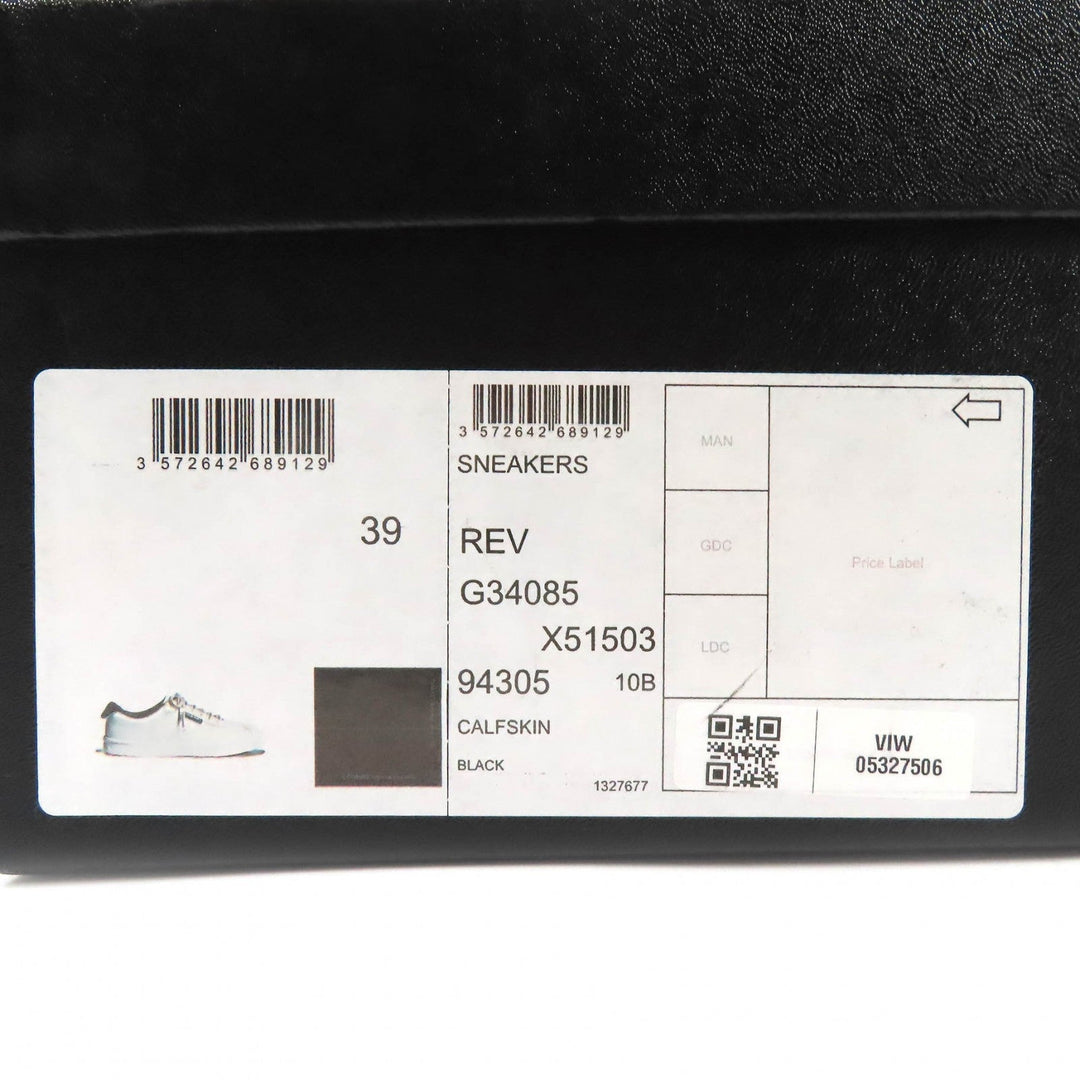 3 572642 689129
39
3 572642 689129
SNEAKERS
REV
G34085
X51503
94305 10B
CALFSKIN
BLACK
1327677
MAN
GDC
LDC
Price Label
VIW
05327506